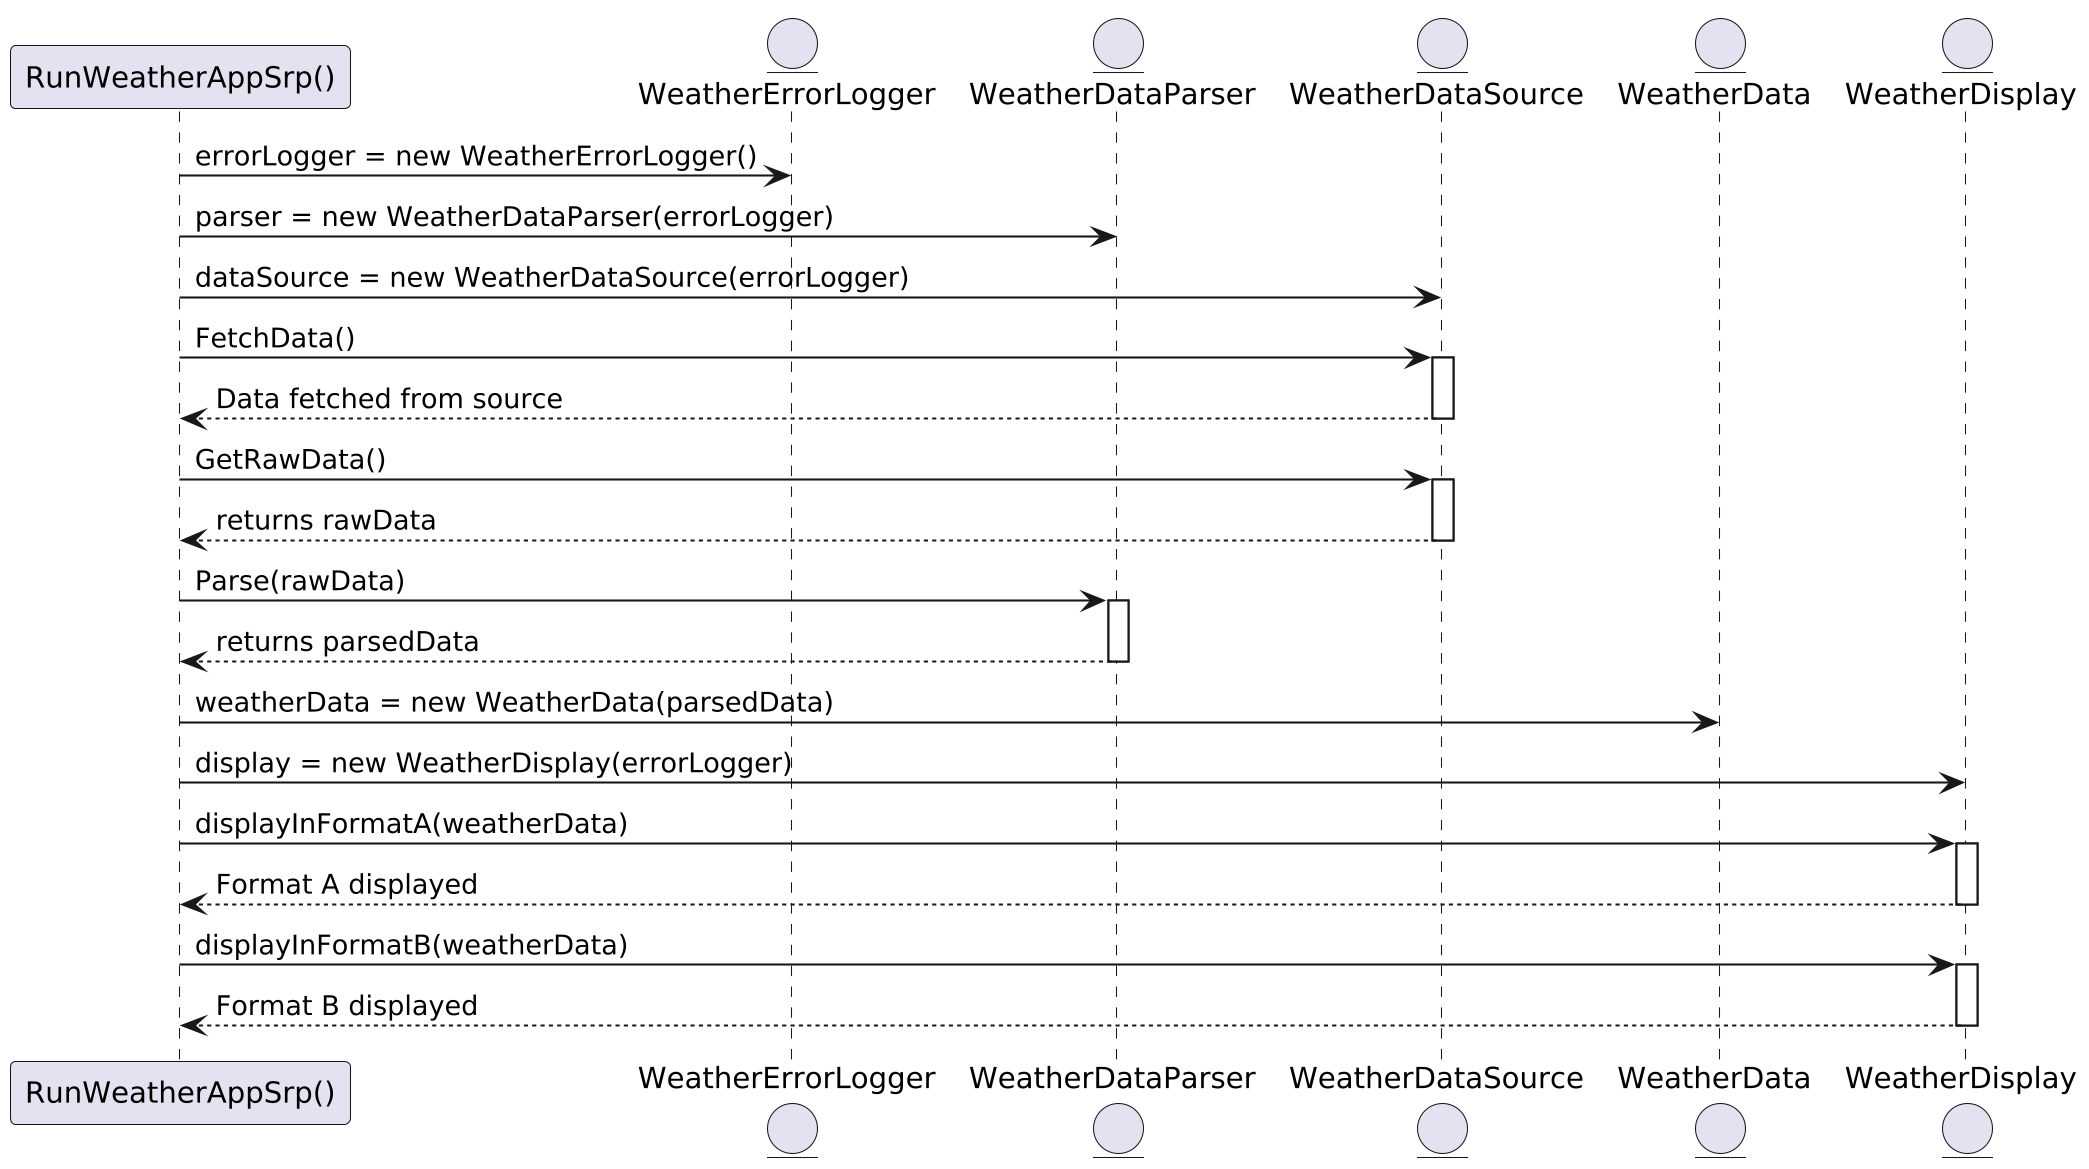 RunWeatherAppSrp()
WeatherErrorLogger
WeatherDataParser
WeatherDataSource
WeatherData
WeatherDisplay
errorLogger = new WeatherErrorLogger()
parser = new WeatherDataParser(errorLogger)
dataSource = new WeatherDataSource(errorLogger)
FetchData()
Data fetched from source
GetRawData()
returns rawData
Parse(rawData)
returns parsedData
weatherData = new WeatherData(parsedData)
display = new WeatherDisplay(errorLogger)
displayInFormatA(weatherData)
Format A displayed
displayInFormatB(weatherData)
Format B displayed
RunWeatherAppSrp()
WeatherErrorLogger
WeatherDataParser
WeatherDataSource
WeatherData
WeatherDisplay